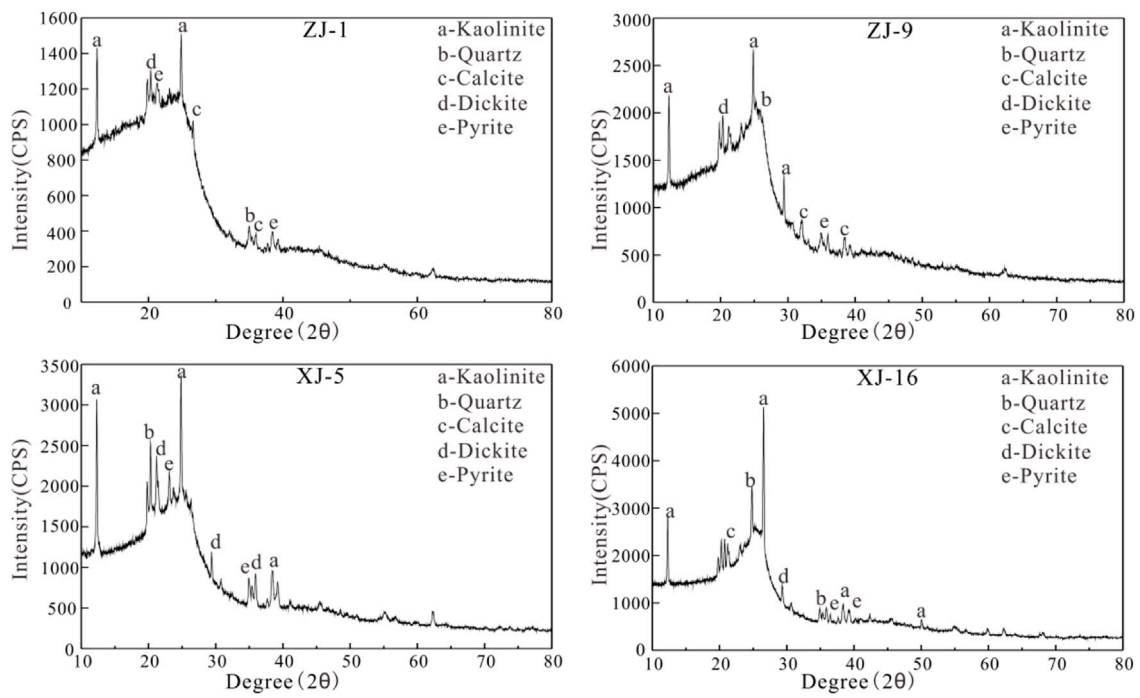 ZJ-1
1600
1400
1200
1000
800
600
400
200
0
Intensity(CPS)
a
d
e
a
c
b
c
e
a-Kaolinite
b-Quartz
c-Calcite
d-Dickite
e-Pyrite
20 30 40 50 60 70 80
Degree(2θ)
ZJ-9
3000
2500
2000
1500
1000
500
0
Intensity(CPS)
a
d
a
b
a
c
e
c
a-Kaolinite
b-Quartz
c-Calcite
d-Dickite
e-Pyrite
10 20 30 40 50 60 70 80
Degree(2θ)
XJ-5
3500
3000
2500
2000
1500
1000
500
0
Intensity(CPS)
a
b
d
e
a
d
e
d
a
a-Kaolinite
b-Quartz
c-Calcite
d-Dickite
e-Pyrite
10 20 30 40 50 60 70 80
Degree(2θ)
XJ-16
6000
5000
4000
3000
2000
1000
0
Intensity(CPS)
a
c
b
a
d
b
e
a
e
a
a-Kaolinite
b-Quartz
c-Calcite
d-Dickite
e-Pyrite
10 20 30 40 50 60 70 80
Degree(2θ)